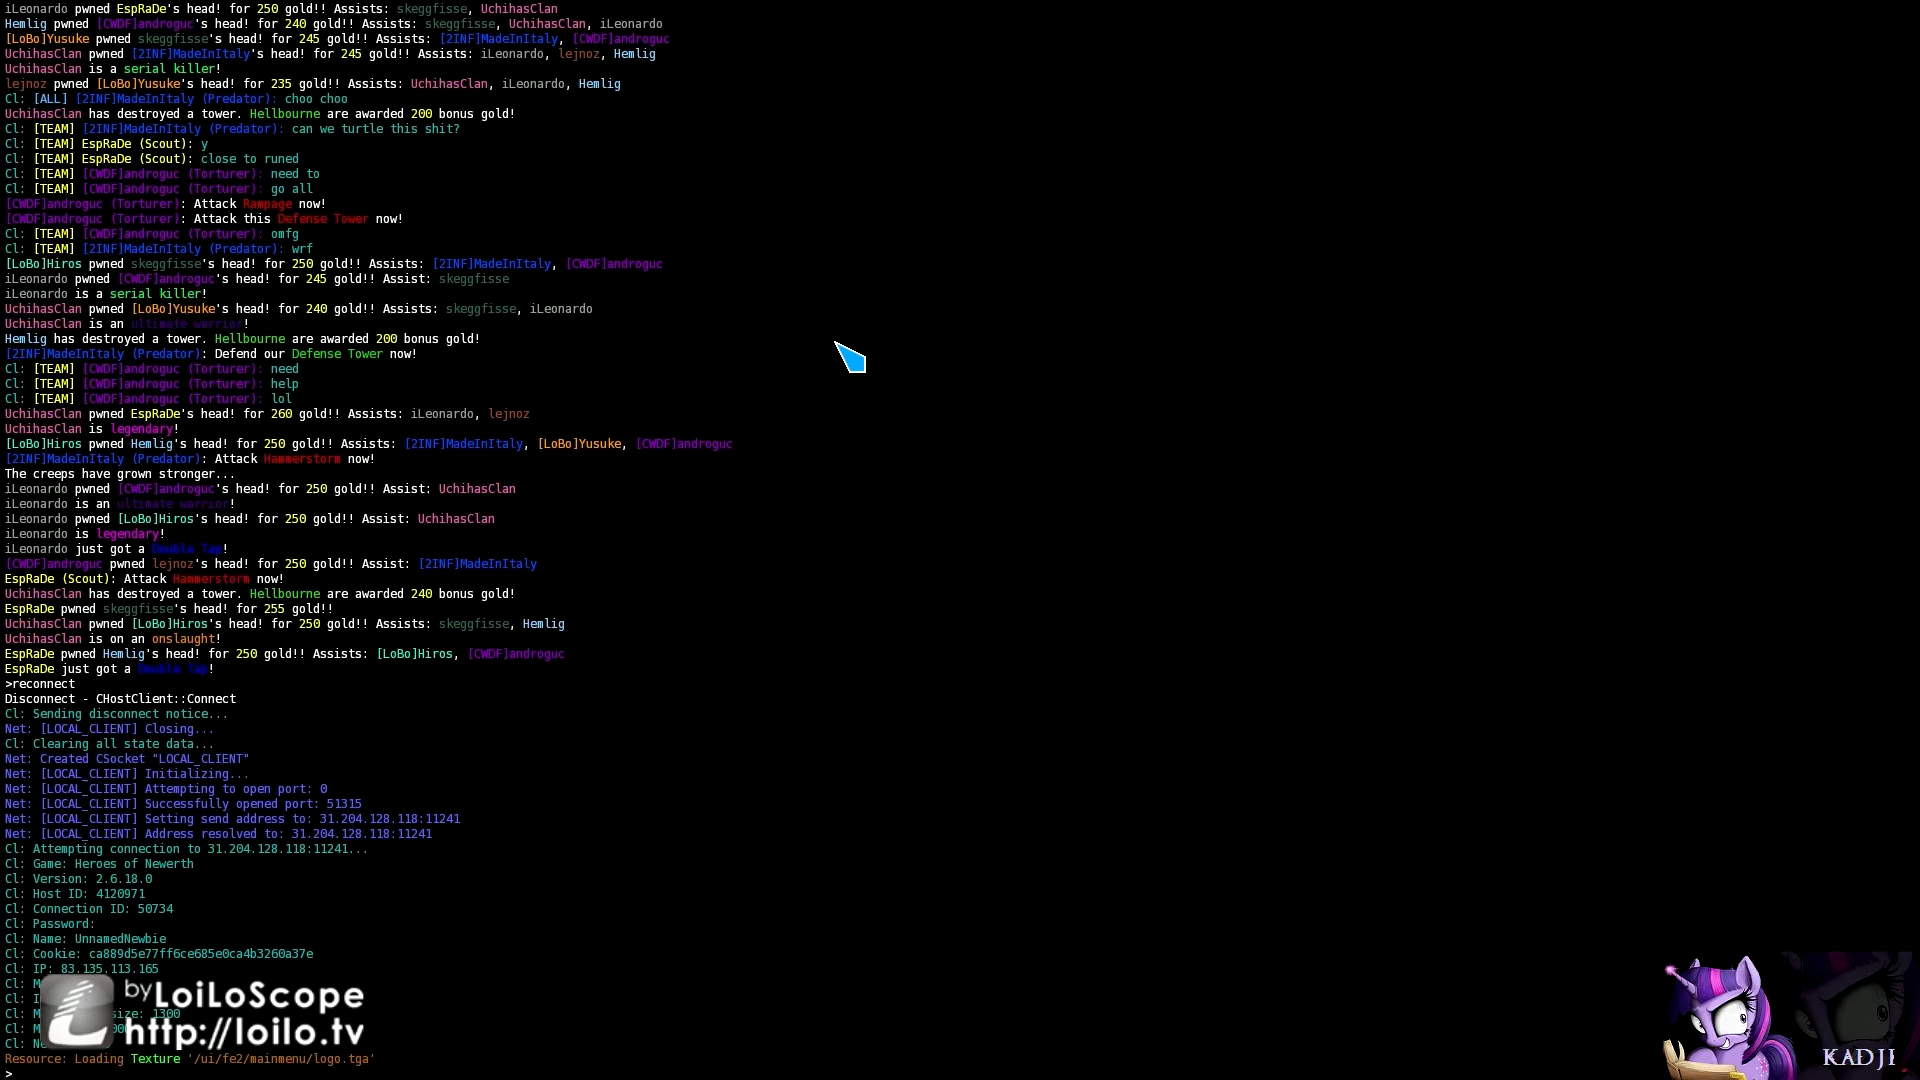 iLeonardo pwned EspRaDe's head! for 250 gold!! Assists: skeggfisse, UchihasClan
Hemlig pwned [CWDF]androguc's head! for 240 gold!! Assists: skeggfisse, UchihasClan, iLeonardo
[LoBo]Yusuke pwned skeggfisse's head! for 245 gold!! Assists: [2INF]MadeInItaly, [CWDF]androguc
UchihasClan pwned [2INF]MadeInItaly's head! for 245 gold!! Assists: iLeonardo, lejnoz, Hemlig
UchihasClan is a serial killer!
lejnoz pwned [LoBo]Yusuke's head! for 235 gold!! Assists: UchihasClan, iLeonardo, Hemlig
Cl: [ALL] [2INF]MadeInItaly (Predator): choo choo
UchihasClan has destroyed a tower. Hellbourne are awarded 200 bonus gold!
Cl: [TEAM] [2INF]MadeInItaly (Predator): can we turtle this shit?
Cl: [TEAM] EspRaDe (Scout): y
Cl: [TEAM] EspRaDe (Scout): close to runed
Cl: [TEAM] [CWDF]androguc (Torturer): need to
Cl: [TEAM] [CWDF]androguc (Torturer): go all
[CWDF]androguc (Torturer): Attack Rampage now!
[CWDF]androguc (Torturer): Attack this Defense Tower now!
Cl: [TEAM] [CWDF]androguc (Torturer): omfg
Cl: [TEAM] [2INF]MadeInItaly (Predator): wrf
[LoBo]Hiros pwned skeggfisse's head! for 250 gold!! Assists: [2INF]MadeInItaly, [CWDF]androguc
iLeonardo pwned [CWDF]androguc's head! for 245 gold!! Assist: skeggfisse
iLeonardo is a serial killer!
UchihasClan pwned [LoBo]Yusuke's head! for 240 gold!! Assists: skeggfisse, iLeonardo
UchihasClan is an ultimate warrior!
Hemlig has destroyed a tower. Hellbourne are awarded 200 bonus gold!
[2INF]MadeInItaly (Predator): Defend our Defense Tower now!
Cl: [TEAM] [CWDF]androguc (Torturer): need
Cl: [TEAM] [CWDF]androguc (Torturer): help
Cl: [TEAM] [CWDF]androguc (Torturer): lol
UchihasClan pwned EspRaDe's head! for 260 gold!! Assists: iLeonardo, lejnoz
UchihasClan is legendary!
[LoBo]Hiros pwned Hemlig's head! for 250 gold!! Assists: [2INF]MadeInItaly, [LoBo]Yusuke, [CWDF]androguc
[2INF]MadeInItaly (Predator): Attack Hammerstorm now!
The creeps have grown stronger...
iLeonardo pwned [CWDF]androguc's head! for 250 gold!! Assist: UchihasClan
iLeonardo is an ultimate warrior!
iLeonardo pwned [LoBo]Hiros's head! for 250 gold!! Assist: UchihasClan
iLeonardo is legendary!
iLeonardo just got a Double Tap!
[CWDF]androguc pwned lejnoz's head! for 250 gold!! Assist: [2INF]MadeInItaly
EspRaDe (Scout): Attack Hammerstorm now!
UchihasClan has destroyed a tower. Hellbourne are awarded 240 bonus gold!
EspRaDe pwned skeggfisse's head! for 255 gold!!
UchihasClan pwned [LoBo]Hiros's head! for 250 gold!! Assists: skeggfisse, Hemlig
UchihasClan is on an onslaught!
EspRaDe pwned Hemlig's head! for 250 gold!! Assists: [LoBo]Hiros, [CWDF]androguc
EspRaDe just got a Double Tap!
>reconnect
Disconnect - CHostClient::Connect
Cl: Sending disconnect notice...
Net: [LOCAL_CLIENT] Closing...
Cl: Clearing all state data...
Net: Created CSocket "LOCAL_CLIENT"
Net: [LOCAL_CLIENT] Initializing...
Net: [LOCAL_CLIENT] Attempting to open port: 0
Net: [LOCAL_CLIENT] Successfully opened port: 51315
Net: [LOCAL_CLIENT] Setting send address to: 31.204.128.118:11241
Net: [LOCAL_CLIENT] Address resolved to: 31.204.128.118:11241
Cl: Attempting connection to 31.204.128.118:11241...
Cl: Game: Heroes of Newerth
Cl: Version: 2.6.18.0
Cl: Host ID: 4120971
Cl: Connection ID: 50734
Cl: Password:
Cl: Name: UnnamedNewbie
Cl: Cookie: ca889d5e77ff6ce685e0ca4b3260a37e
Cl: IP: 83.135.113.165
Cl:
Cl:
Cl: size: 1300
Cl:
Cl:
Resource: Loading Texture '/ui/fe2/mainmenu/logo.tga'
>
by LoiLoScope
http://loilo.tv
KADJI